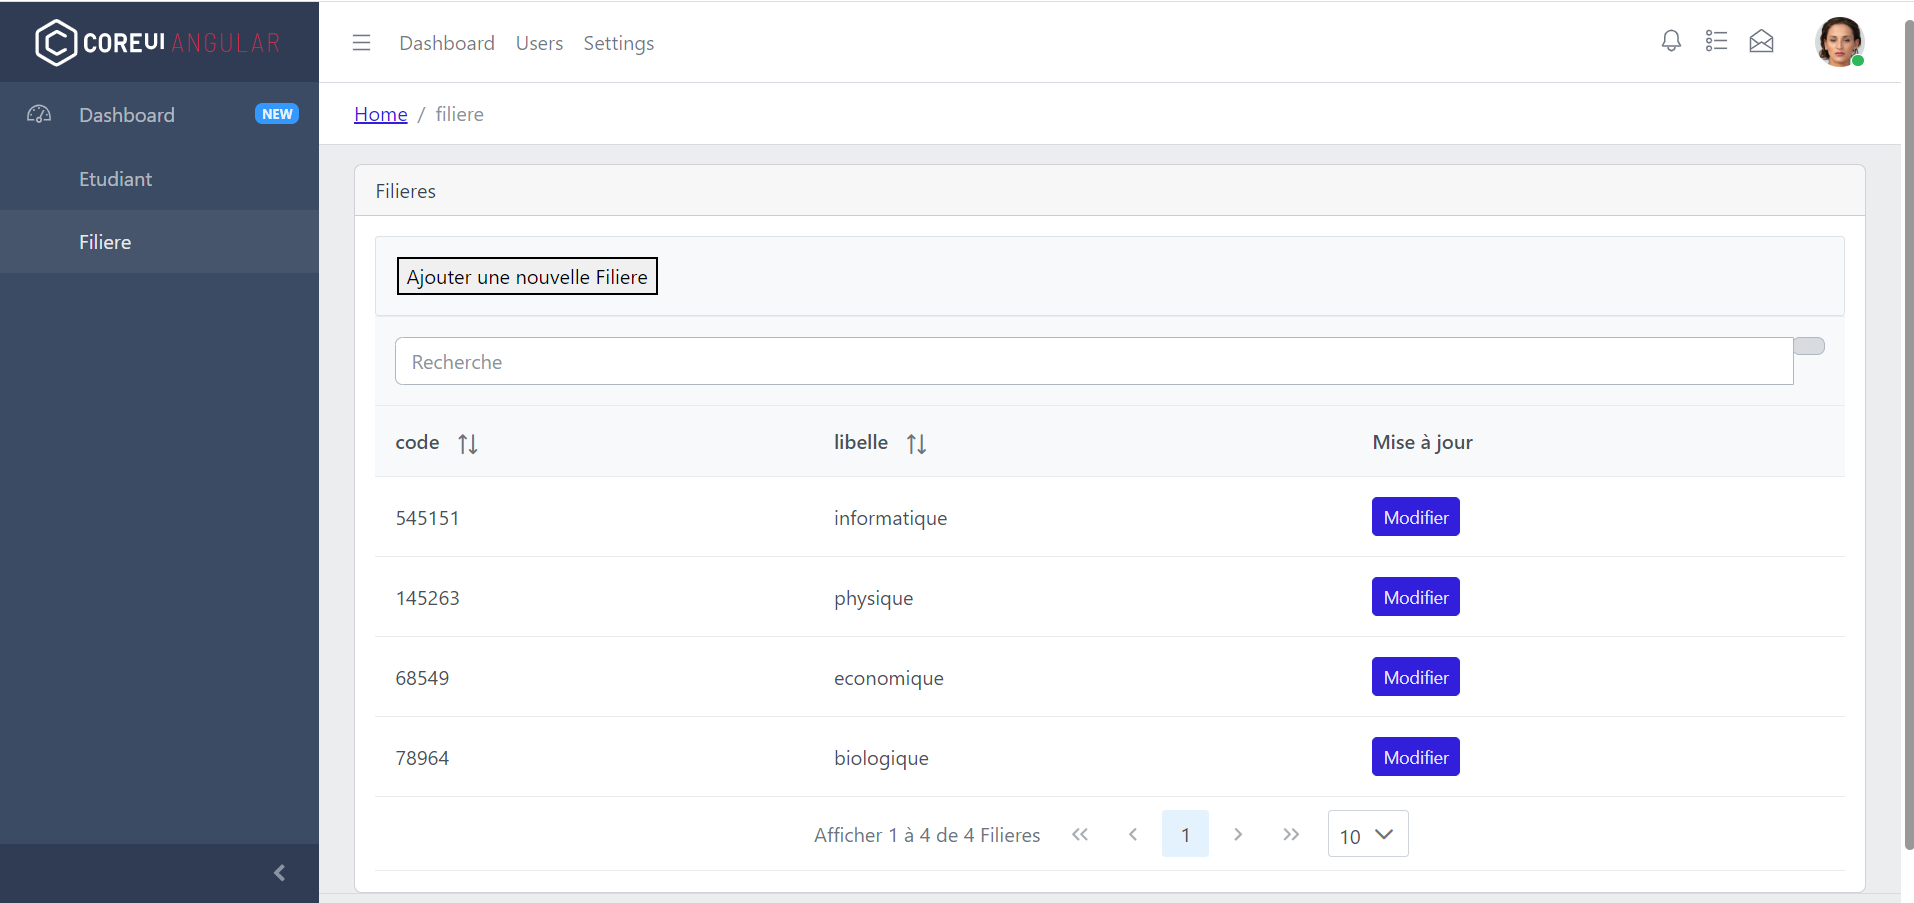 COREUI ANGULAR
Dashboard Users Settings
Dashboard NEW
Etudiant
Filiere
Home / filiere
Filieres
Ajouter une nouvelle Filiere
Recherche
code libelle Mise à jour
545151 informatique Modifier
145263 physique Modifier
68549 economique Modifier
78964 biologique Modifier
Afficher 1 à 4 de 4 Filieres 1 10